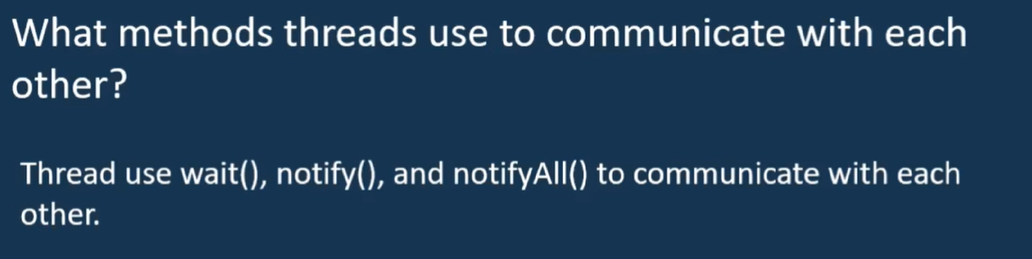 What methods threads use to communicate with each
other?
Thread use wait(), notify(), and notifyAll() to communicate with each
other.